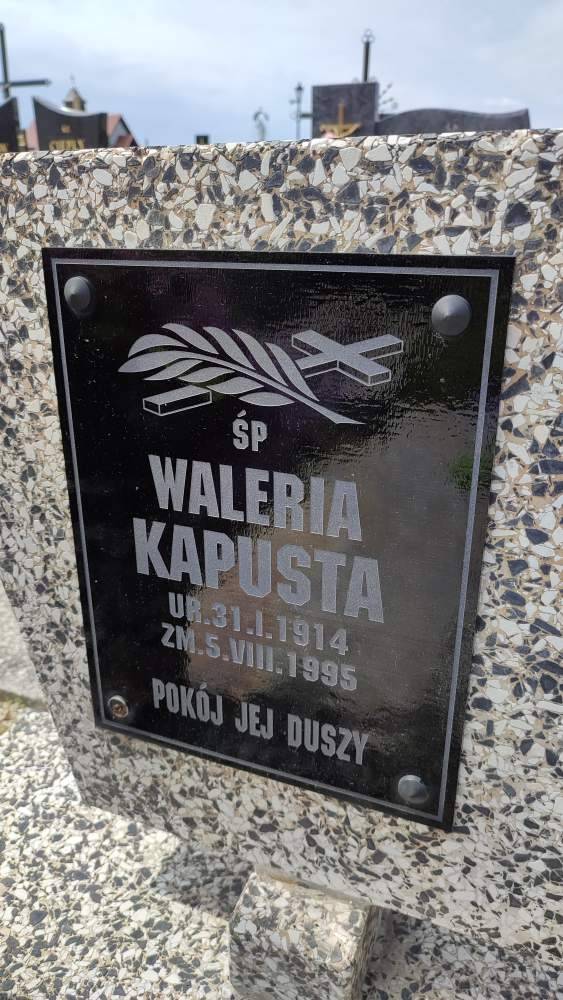 ŚP
WALERIA
KAPUSTA
UR.31.I.1914
ZM.5.VIII.1995
POKÓJ JEJ DUSZY